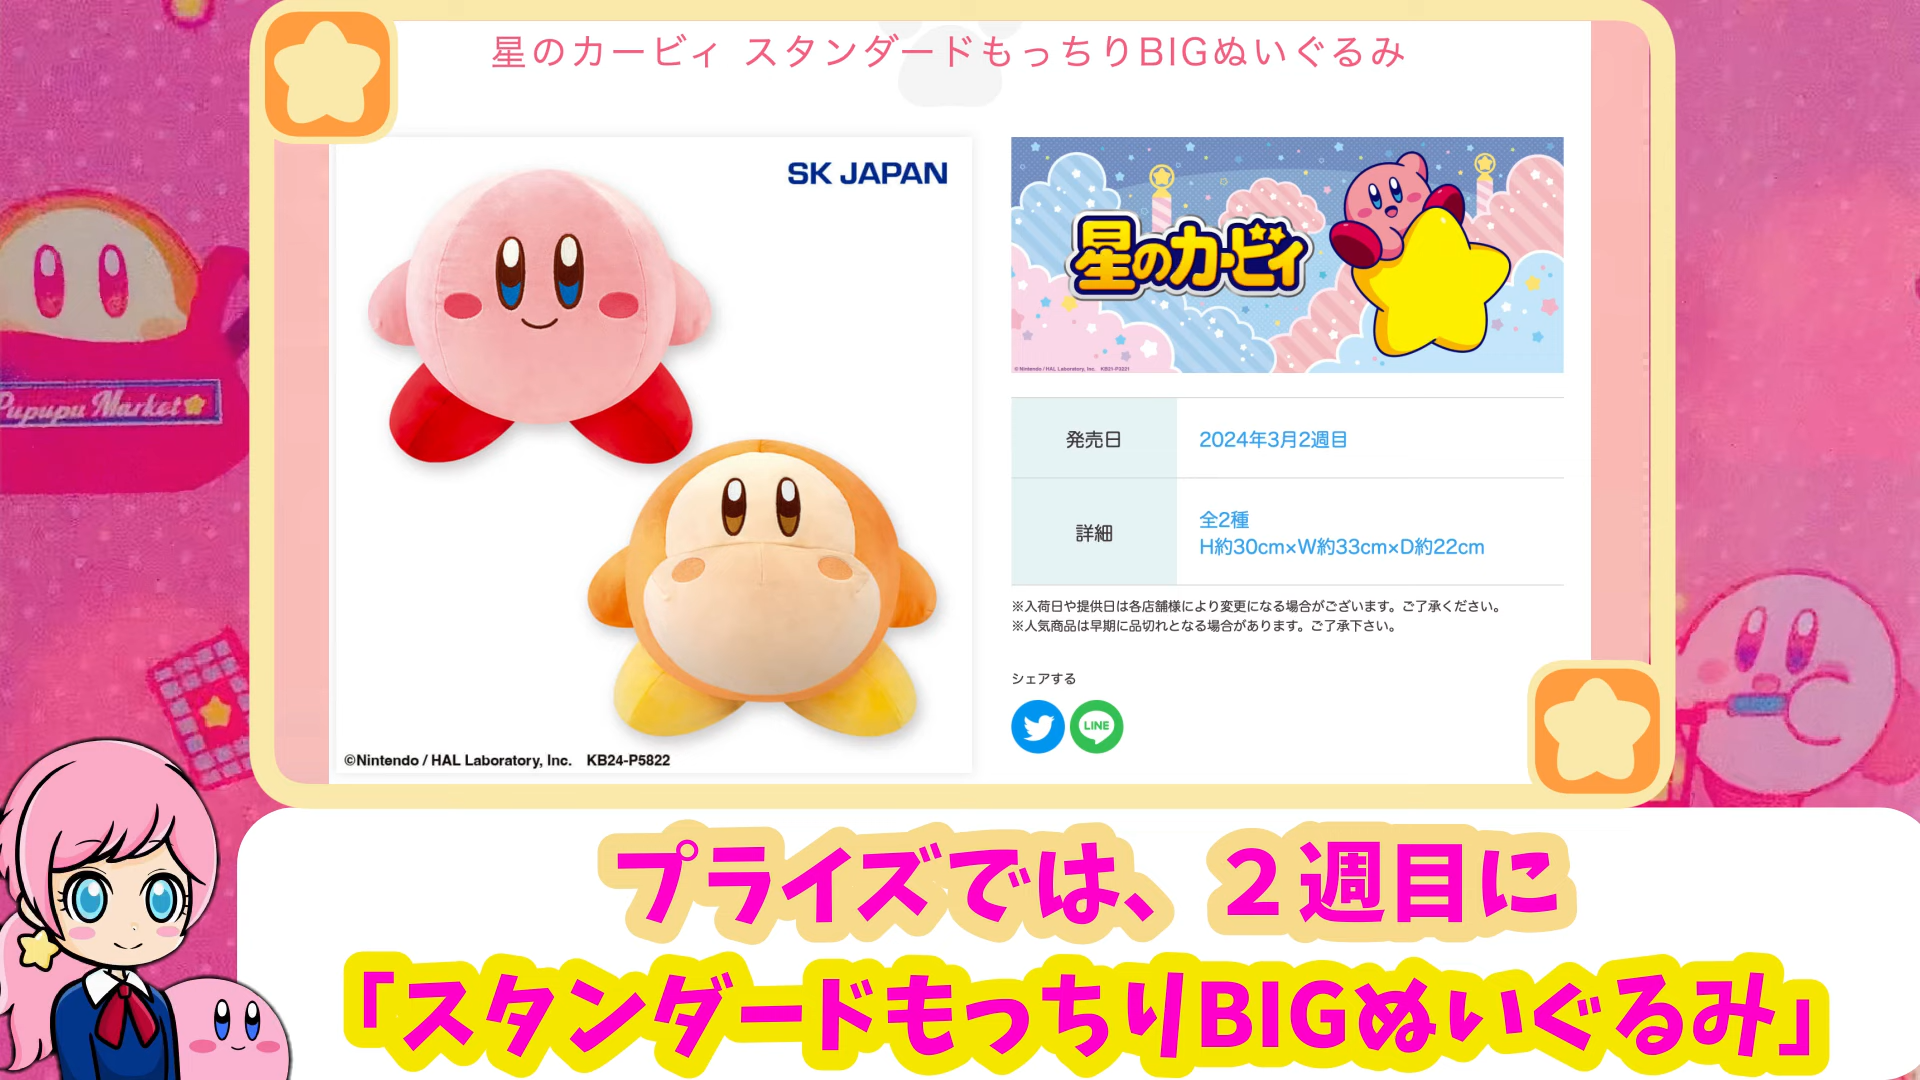 星のカービィ スタンダードもっちりBIGぬいぐるみ
SK JAPAN
星のカービィ
©Nintendo / HAL Laboratory, Inc. KB21-P3221
発売日
2024年3月2週目
詳細
全2種
H約30cm×W約33cm×D約22cm
※入荷日や提供日は各店舗様により変更になる場合がございます。ご了承ください。
※人気商品は早期に品切れとなる場合があります。ご了承下さい。
シェアする
LINE
©Nintendo / HAL Laboratory, Inc. KB24-P5822
Pupupu Market
プライズでは、２週目に
「スタンダードもっちりBIGぬいぐるみ」